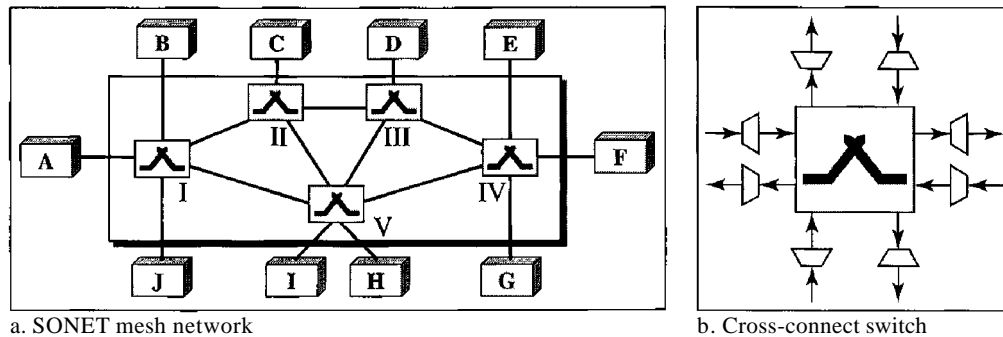 B
C
D
E
A
I
II
III
IV
V
F
J
I
H
G
a. SONET mesh network
b. Cross-connect switch